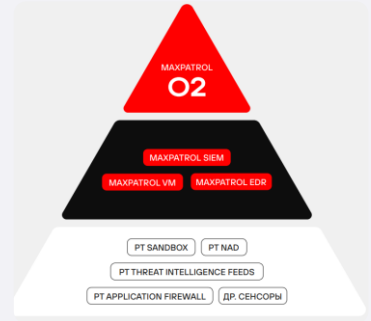 MAXPATROL
O2
MAXPATROL SIEM
MAXPATROL VM MAXPATROL EDR
PT SANDBOX PT NAD
PT THREAT INTELLIGENCE FEEDS
PT APPLICATION FIREWALL ДР. СЕНСОРЫ